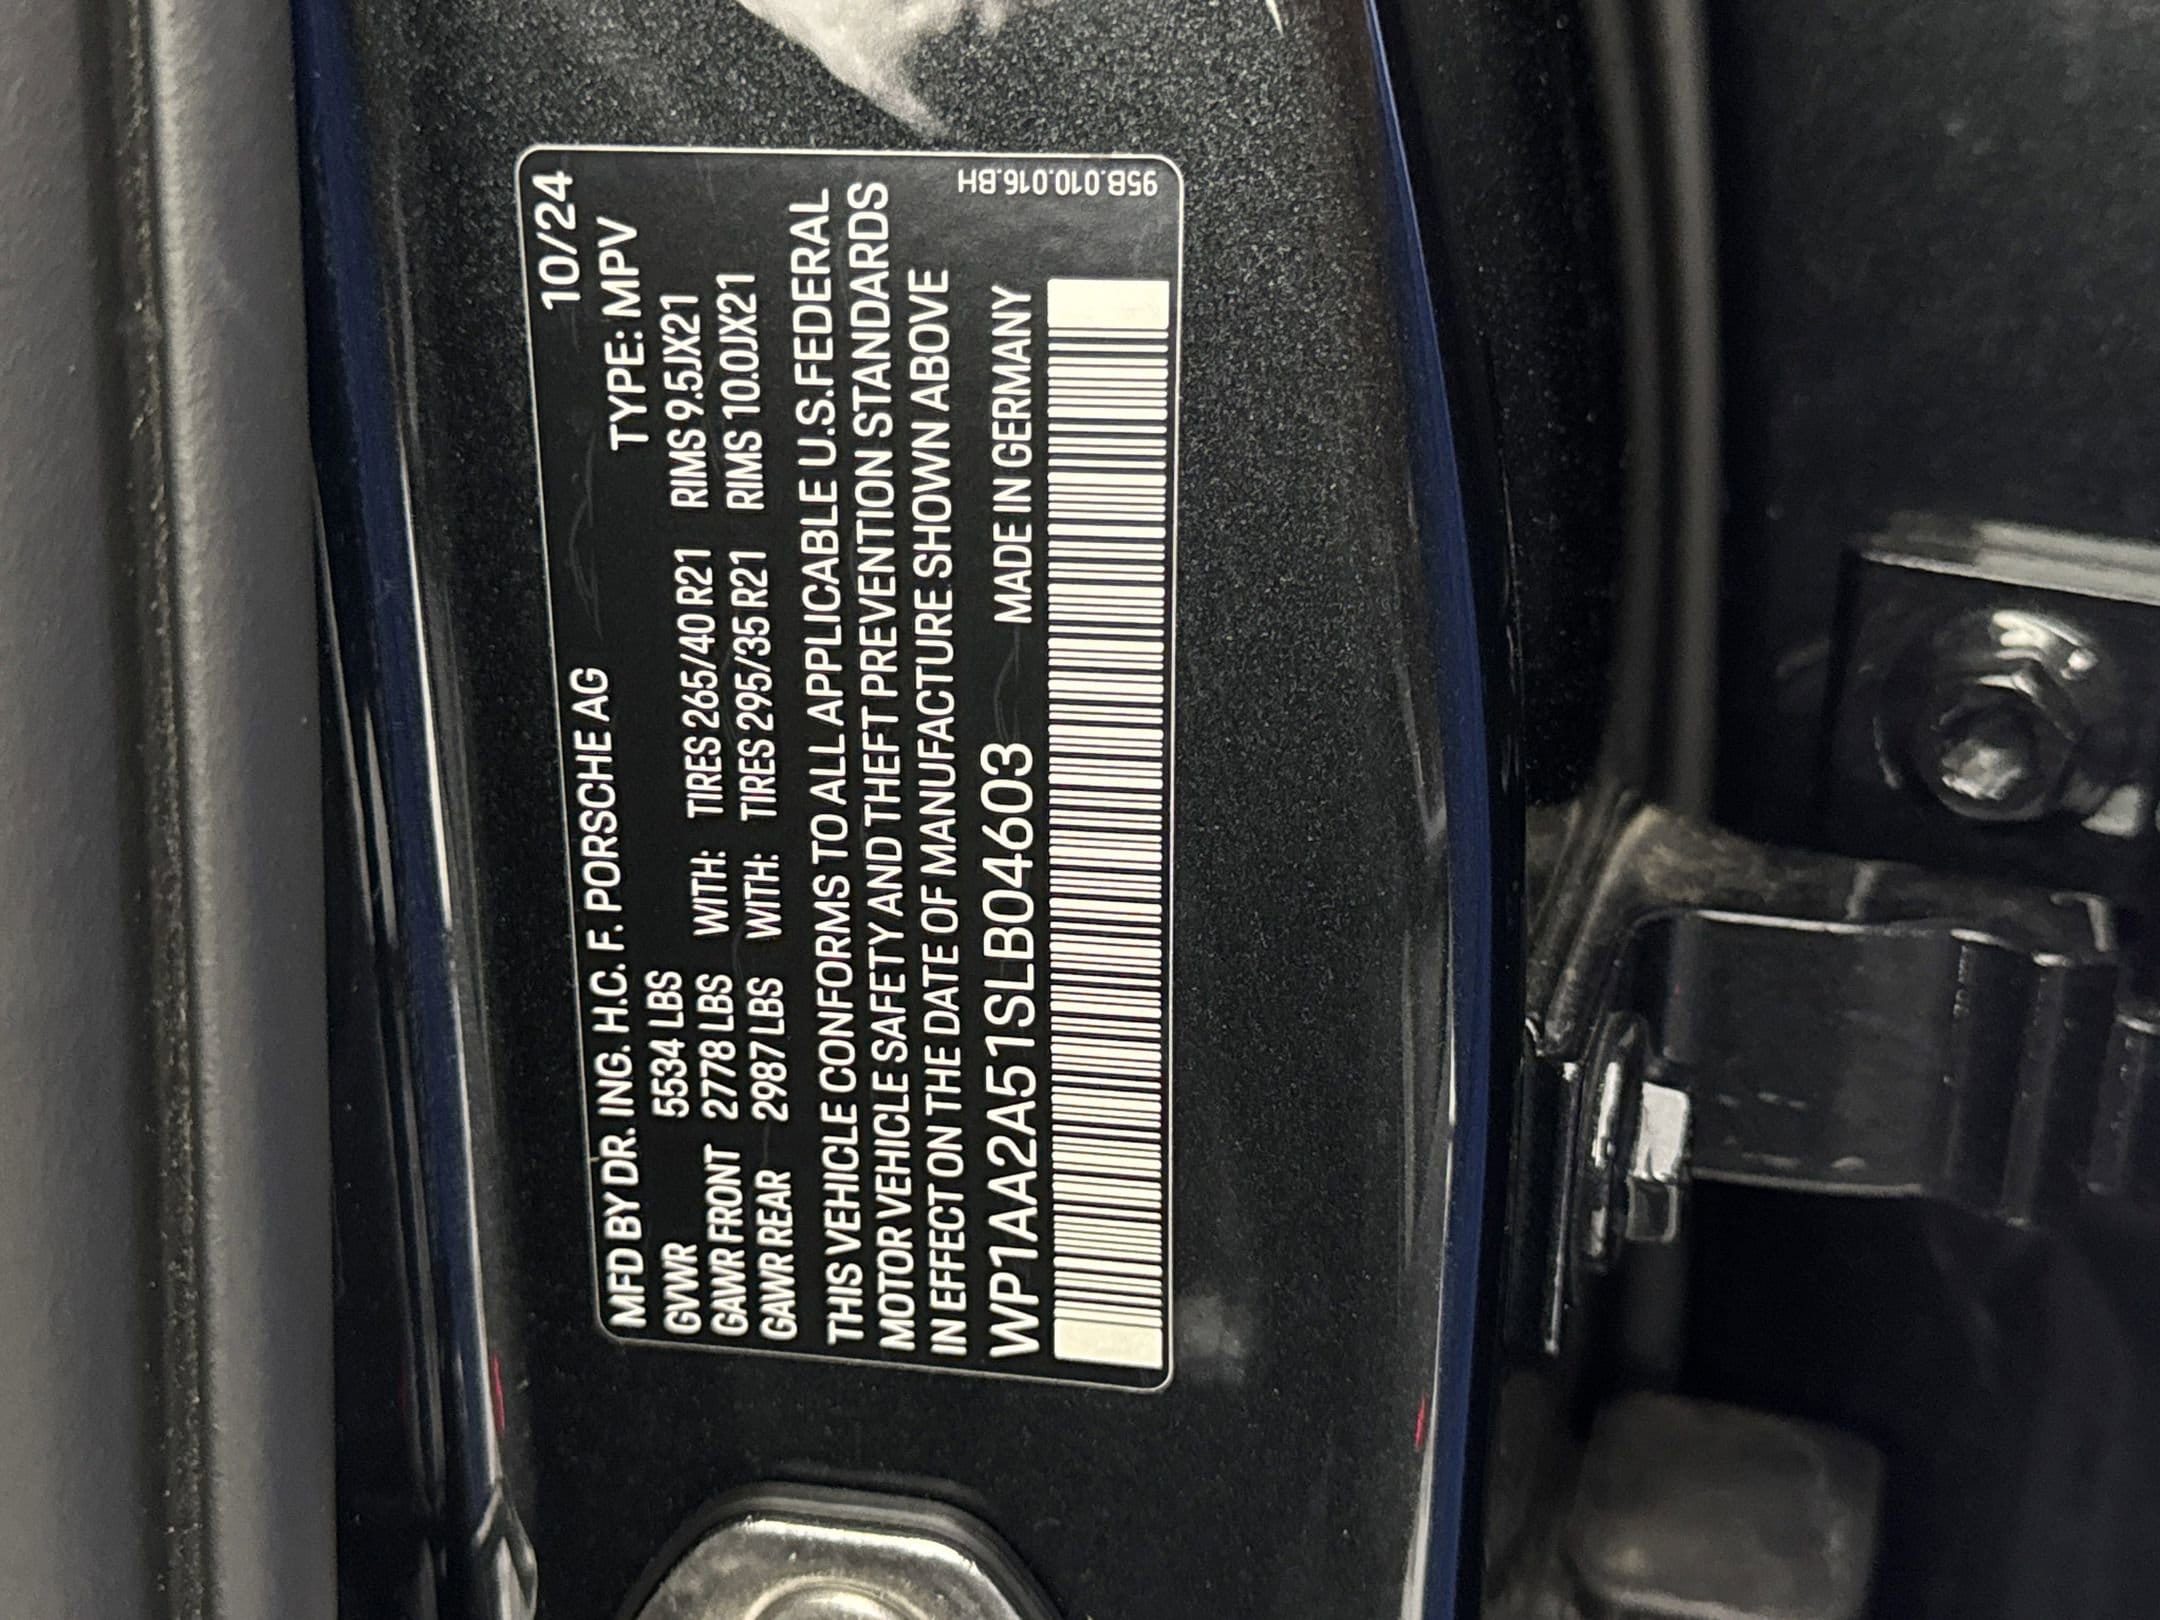 10/24
MFD BY DR. ING. H.C. F. PORSCHE AG
TYPE: MPV
GVWR 5534 LBS WITH: TIRES 265/40 R21 RIMS 9.5JX21
GAWR FRONT 2778 LBS WITH: TIRES 295/35 R21 RIMS 10.0JX21
GAWR REAR 2987 LBS
THIS VEHICLE CONFORMS TO ALL APPLICABLE U.S.FEDERAL
MOTOR VEHICLE SAFETY AND THEFT PREVENTION STANDARDS
IN EFFECT ON THE DATE OF MANUFACTURE SHOWN ABOVE
WP1AA2A51SLB04603 MADE IN GERMANY
95B.010.016.BH